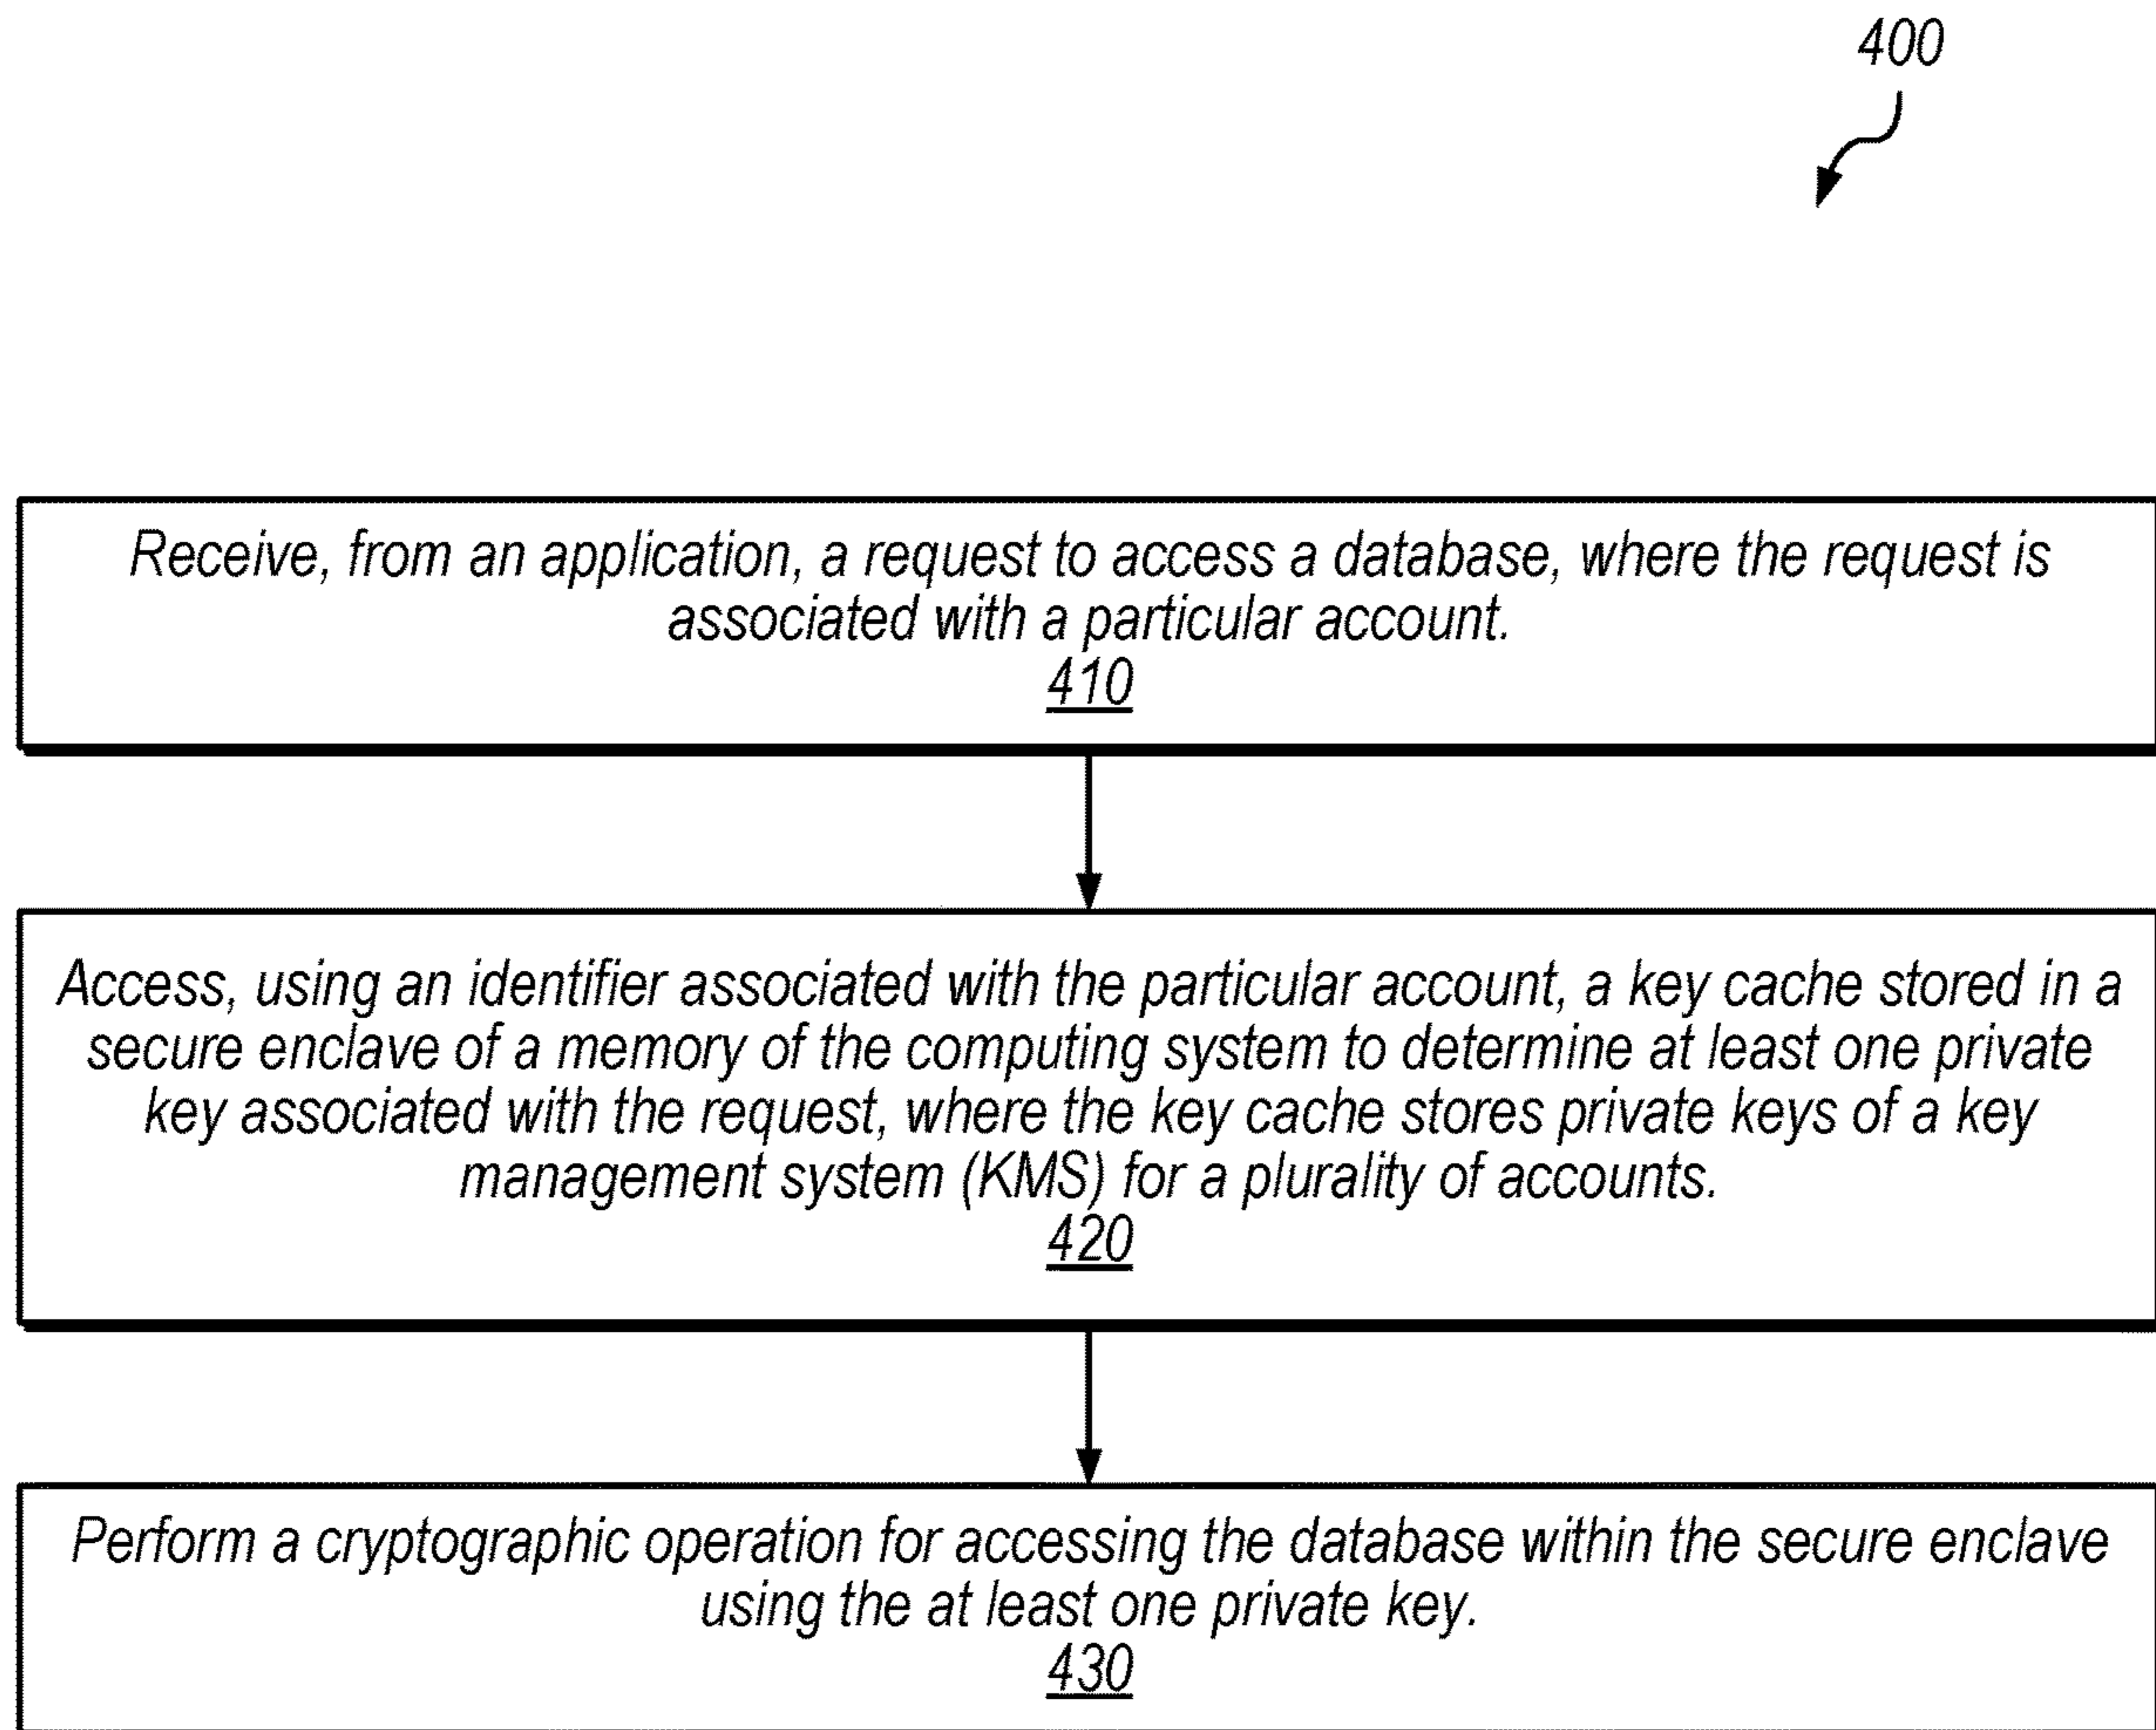 400
Receive, from an application, a request to access a database, where the request is
associated with a particular account.
410
Access, using an identifier associated with the particular account, a key cache stored in a
secure enclave of a memory of the computing system to determine at least one private
key associated with the request, where the key cache stores private keys of a key
management system (KMS) for a plurality of accounts.
420
Perform a cryptographic operation for accessing the database within the secure enclave
using the at least one private key.
430